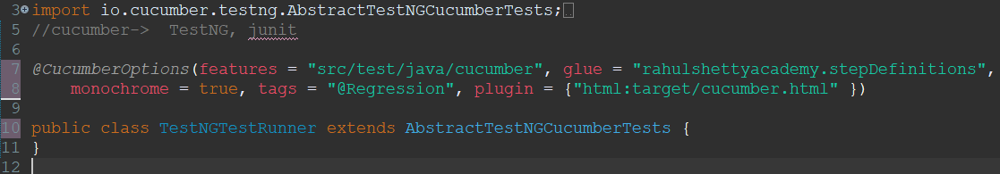 3 import io.cucumber.testng.AbstractTestNGCucumberTests;
5 //cucumber->  TestNG, junit
6
7 @CucumberOptions(features = "src/test/java/cucumber", glue = "rahulshettyacademy.stepDefinitions",
8     monochrome = true, tags = "@Regression", plugin = {"html:target/cucumber.html" })
9
10 public class TestNGTestRunner extends AbstractTestNGCucumberTests {
11 }
12